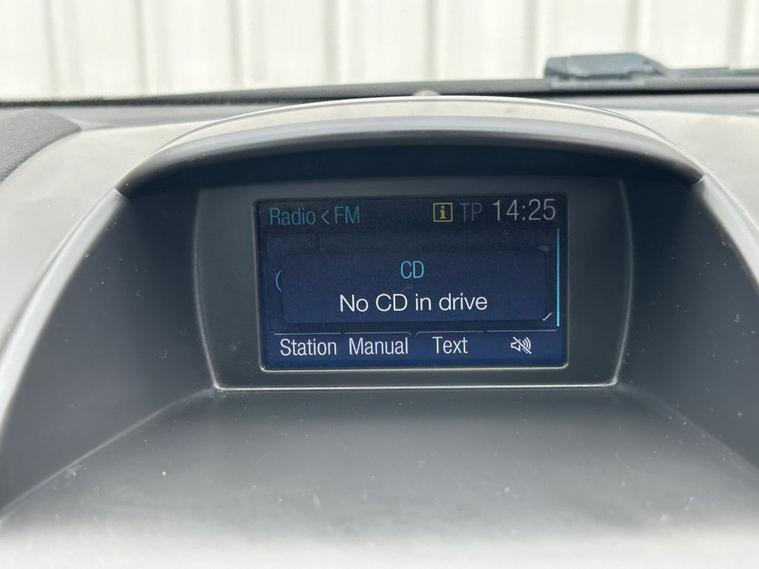 Radio < FM i TP 14:25
CD
No CD in drive
Station Manual Text